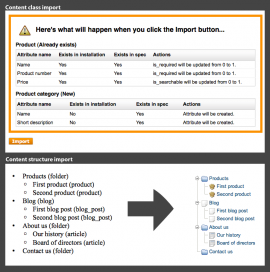 Content class import
Here's what will happen when you click the Import button...
Product (Already exists)
Attribute name Exists in installation Exists in spec Actions
Name Yes Yes is_required will be updated from 0 to 1.
Product number Yes Yes is_required will be updated from 0 to 1.
Price Yes Yes is_searchable will be updated from 0 to 1.
Product category (New)
Attribute name Exists in installation Exists in spec Actions
Name No Yes Attribute will be created.
Short description No Yes Attribute will be created.
Import
Content structure import
Products (folder)
First product (product)
Second product (product)
Blog (blog)
First blog post (blog_post)
Second blog post (blog_post)
About us (folder)
Our history (article)
Board of directors (article)
Contact us (folder)
Products
First product
Second product
Blog
First blog post
Second blog post
About us
Our history
Board of directors
Contact us